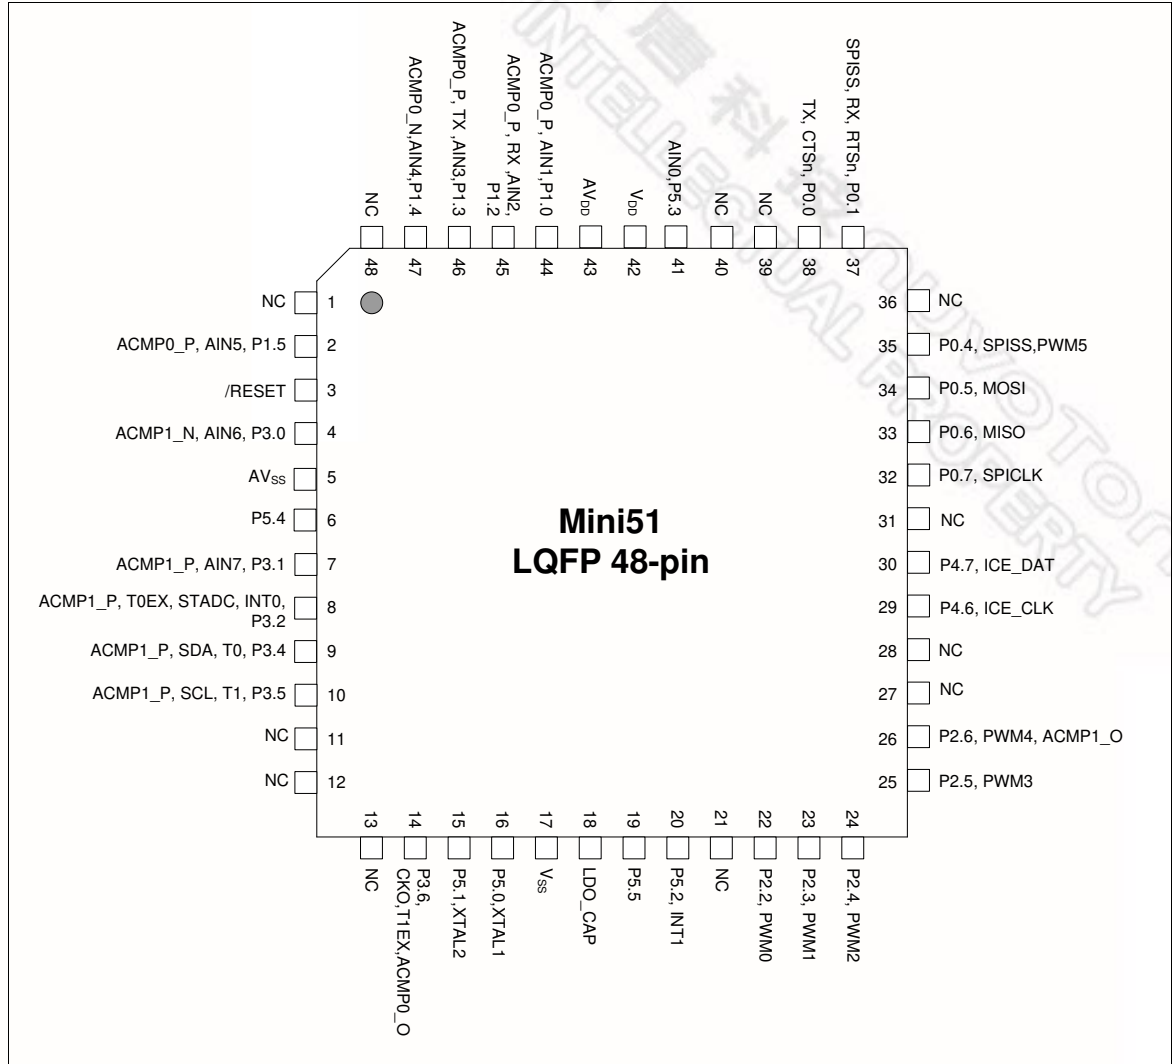 NC
ACMP0_N,AIN4,P1.4
ACMP0_P, TX ,AIN3,P1.3
ACMP0_P, RX ,AIN2,
P1.2
ACMP0_P, AIN1,P1.0
AVDD
VDD
AIN0,P5.3
NC
NC
TX, CTSn, P0.0
SPISS, RX, RTSn, P0.1
48
47
46
45
44
43
42
41
40
39
38
37
NC 1
ACMP0_P, AIN5, P1.5 2
/RESET 3
ACMP1_N, AIN6, P3.0 4
AVSS 5
P5.4 6
ACMP1_P, AIN7, P3.1 7
ACMP1_P, T0EX, STADC, INT0,
P3.2
8
ACMP1_P, SDA, T0, P3.4 9
ACMP1_P, SCL, T1, P3.5 10
NC 11
NC 12
Mini51
LQFP 48-pin
36 NC
35 P0.4, SPISS,PWM5
34 P0.5, MOSI
33 P0.6, MISO
32 P0.7, SPICLK
31 NC
30 P4.7, ICE_DAT
29 P4.6, ICE_CLK
28 NC
27 NC
26 P2.6, PWM4, ACMP1_O
25 P2.5, PWM3
13
14
15
16
17
18
19
20
21
22
23
24
NC
P3.6,
CKO,T1EX,ACMP0_O
P5.1,XTAL2
P5.0,XTAL1
VSS
LDO_CAP
P5.5
P5.2, INT1
NC
P2.2, PWM0
P2.3, PWM1
P2.4, PWM2
唐科技 nuvoton
INTELLECTUAL PROPERTY